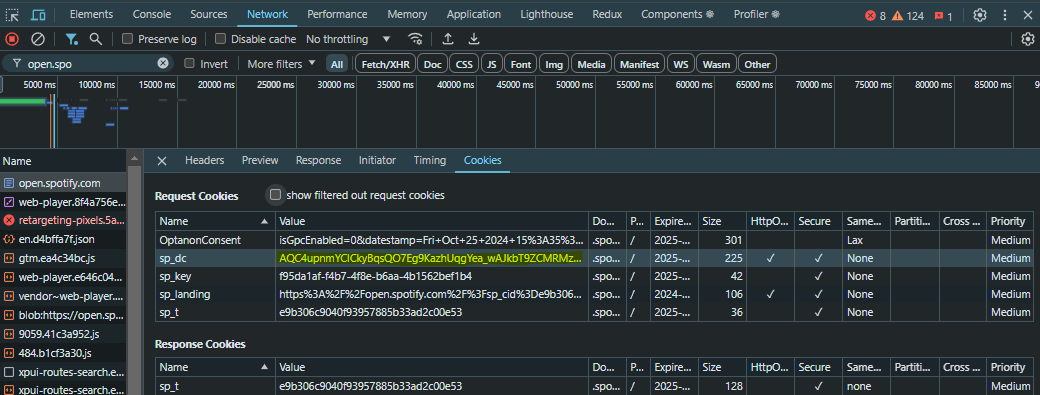 Elements Console Sources Network Performance Memory Application Lighthouse Redux Components Profiler 8 124 1
Preserve log Disable cache No throttling
open.spo Invert More filters All Fetch/XHR Doc CSS JS Font Img Media Manifest WS Wasm Other
5000 ms 10000 ms 15000 ms 20000 ms 25000 ms 30000 ms 35000 ms 40000 ms 45000 ms 50000 ms 55000 ms 60000 ms 65000 ms 70000 ms 75000 ms 80000 ms 85000 ms 9
Name Headers Preview Response Initiator Timing Cookies
open.spotify.com
web-player.8f4a756e...
retargeting-pixels.5a...
en.d4bffa7f.json
gtm.ea4c34bc.js
web-player.e646c04...
vendor~web-player....
blob:https://open.sp...
9059.41c3a952.js
484.b1cf3a30.js
xpui-routes-search.e...
xpui-routes-search.e...
Request Cookies show filtered out request cookies
Name Value Do... P... Expire... Size HttpO... Secure Same... Partiti... Cross ... Priority
OptanonConsent isGpcEnabled=0&datestamp=Fri+Oct+25+2024+15%3A35%3... .spo... / 2025-... 301 Lax Medium
sp_dc AQC4upnmYClCkyBqsQO7Eg9KazhUqgYea_wAJkbT9ZCMRMz... .spo... / 2025-... 225 ✓ ✓ None Medium
sp_key f95da1af-f4b7-4f8e-b6aa-4b1562bef1b4 .spo... / 2025-... 42 ✓ None Medium
sp_landing https%3A%2F%2Fopen.spotify.com%2F%3Fsp_cid%3De9b306... .spo... / 2024-... 106 ✓ ✓ None Medium
sp_t e9b306c9040f93957885b33ad2c00e53 .spo... / 2025-... 36 ✓ None Medium
Response Cookies
Name Value Do... P... Expire... Size HttpO... Secure Same... Partiti... Cross ... Priority
sp_t e9b306c9040f93957885b33ad2c00e53 .spo... / 2025-... 128 ✓ none Medium